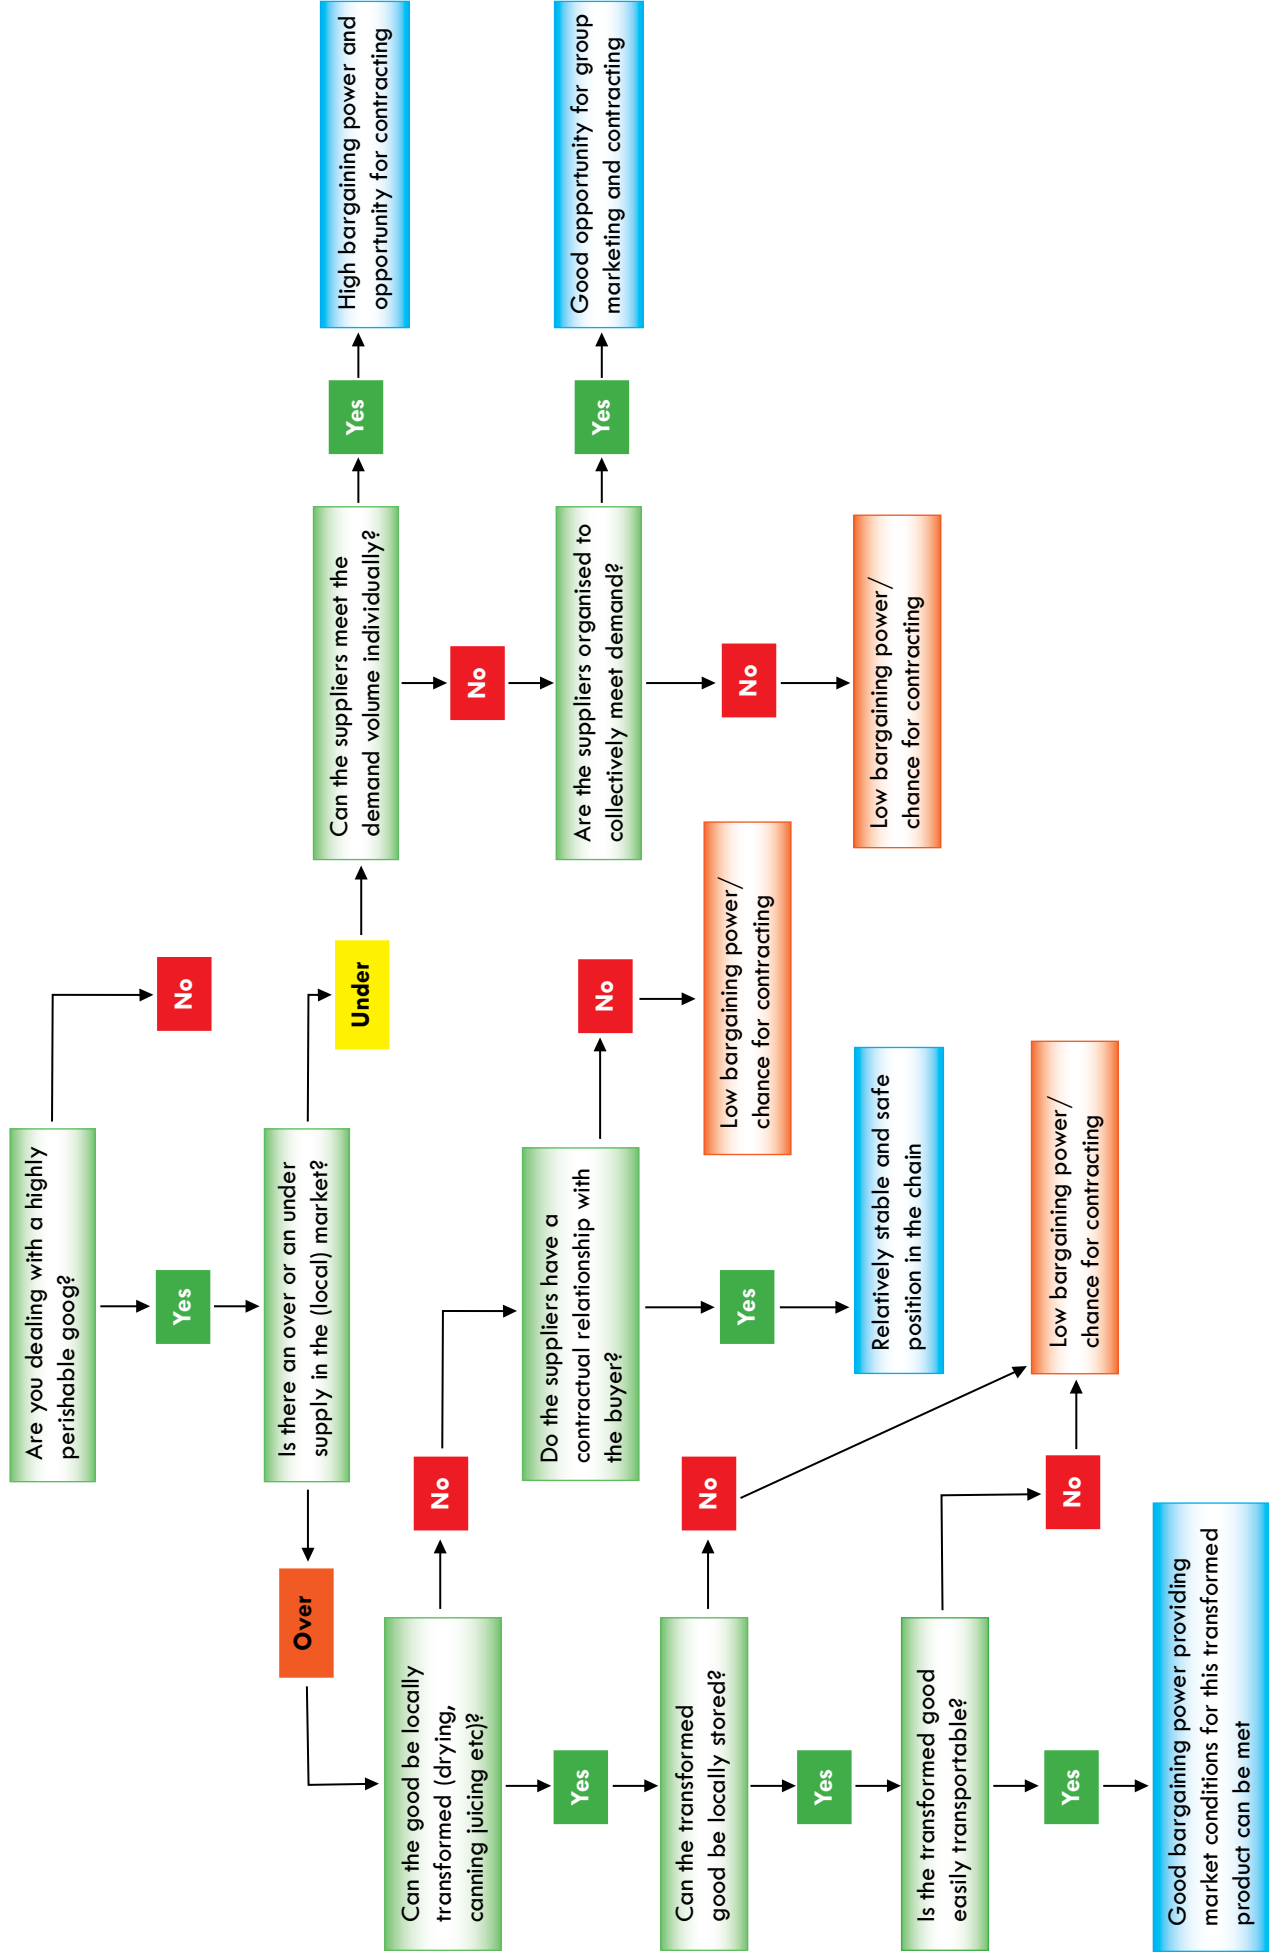 Are you dealing with a highly
perishable goog?
No
Yes
Is there an over or an under
supply in the (local) market?
Over
Under
Can the suppliers meet the
demand volume individually?
Yes
High bargaining power and
opportunity for contracting
No
Are the suppliers organised to
collectively meet demand?
Yes
Good opportunity for group
marketing and contracting
No
Low bargaining power/
chance for contracting
Can the good be locally
transformed (drying,
canning juicing etc)?
No
Do the suppliers have a
contractual relationship with
the buyer?
No
Low bargaining power/
chance for contracting
Yes
Relatively stable and safe
position in the chain
Yes
Can the transformed
good be locally stored?
No
Low bargaining power/
chance for contracting
Yes
Is the transformed good
easily transportable?
No
Yes
Good bargaining power providing
market conditions for this transformed
product can be met